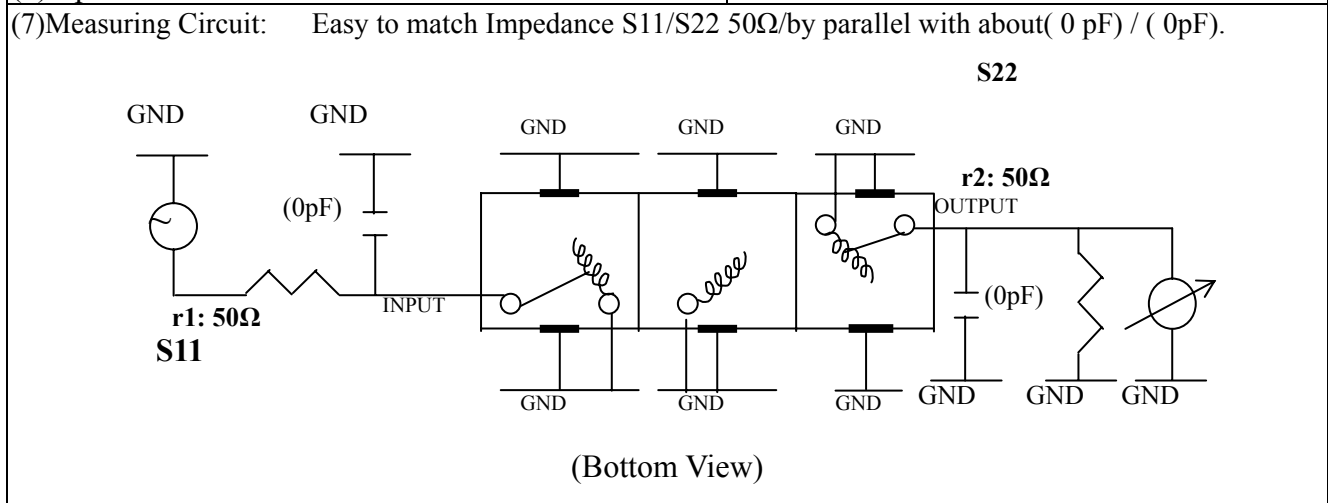 (7)Measuring Circuit: Easy to match Impedance S11/S22 50Ω/by parallel with about( 0 pF) / ( 0pF).
S22
GND GND GND GND GND
r2: 50Ω
(0pF) OUTPUT
INPUT (0pF)
r1: 50Ω
S11
GND GND GND GND GND GND
(Bottom View)